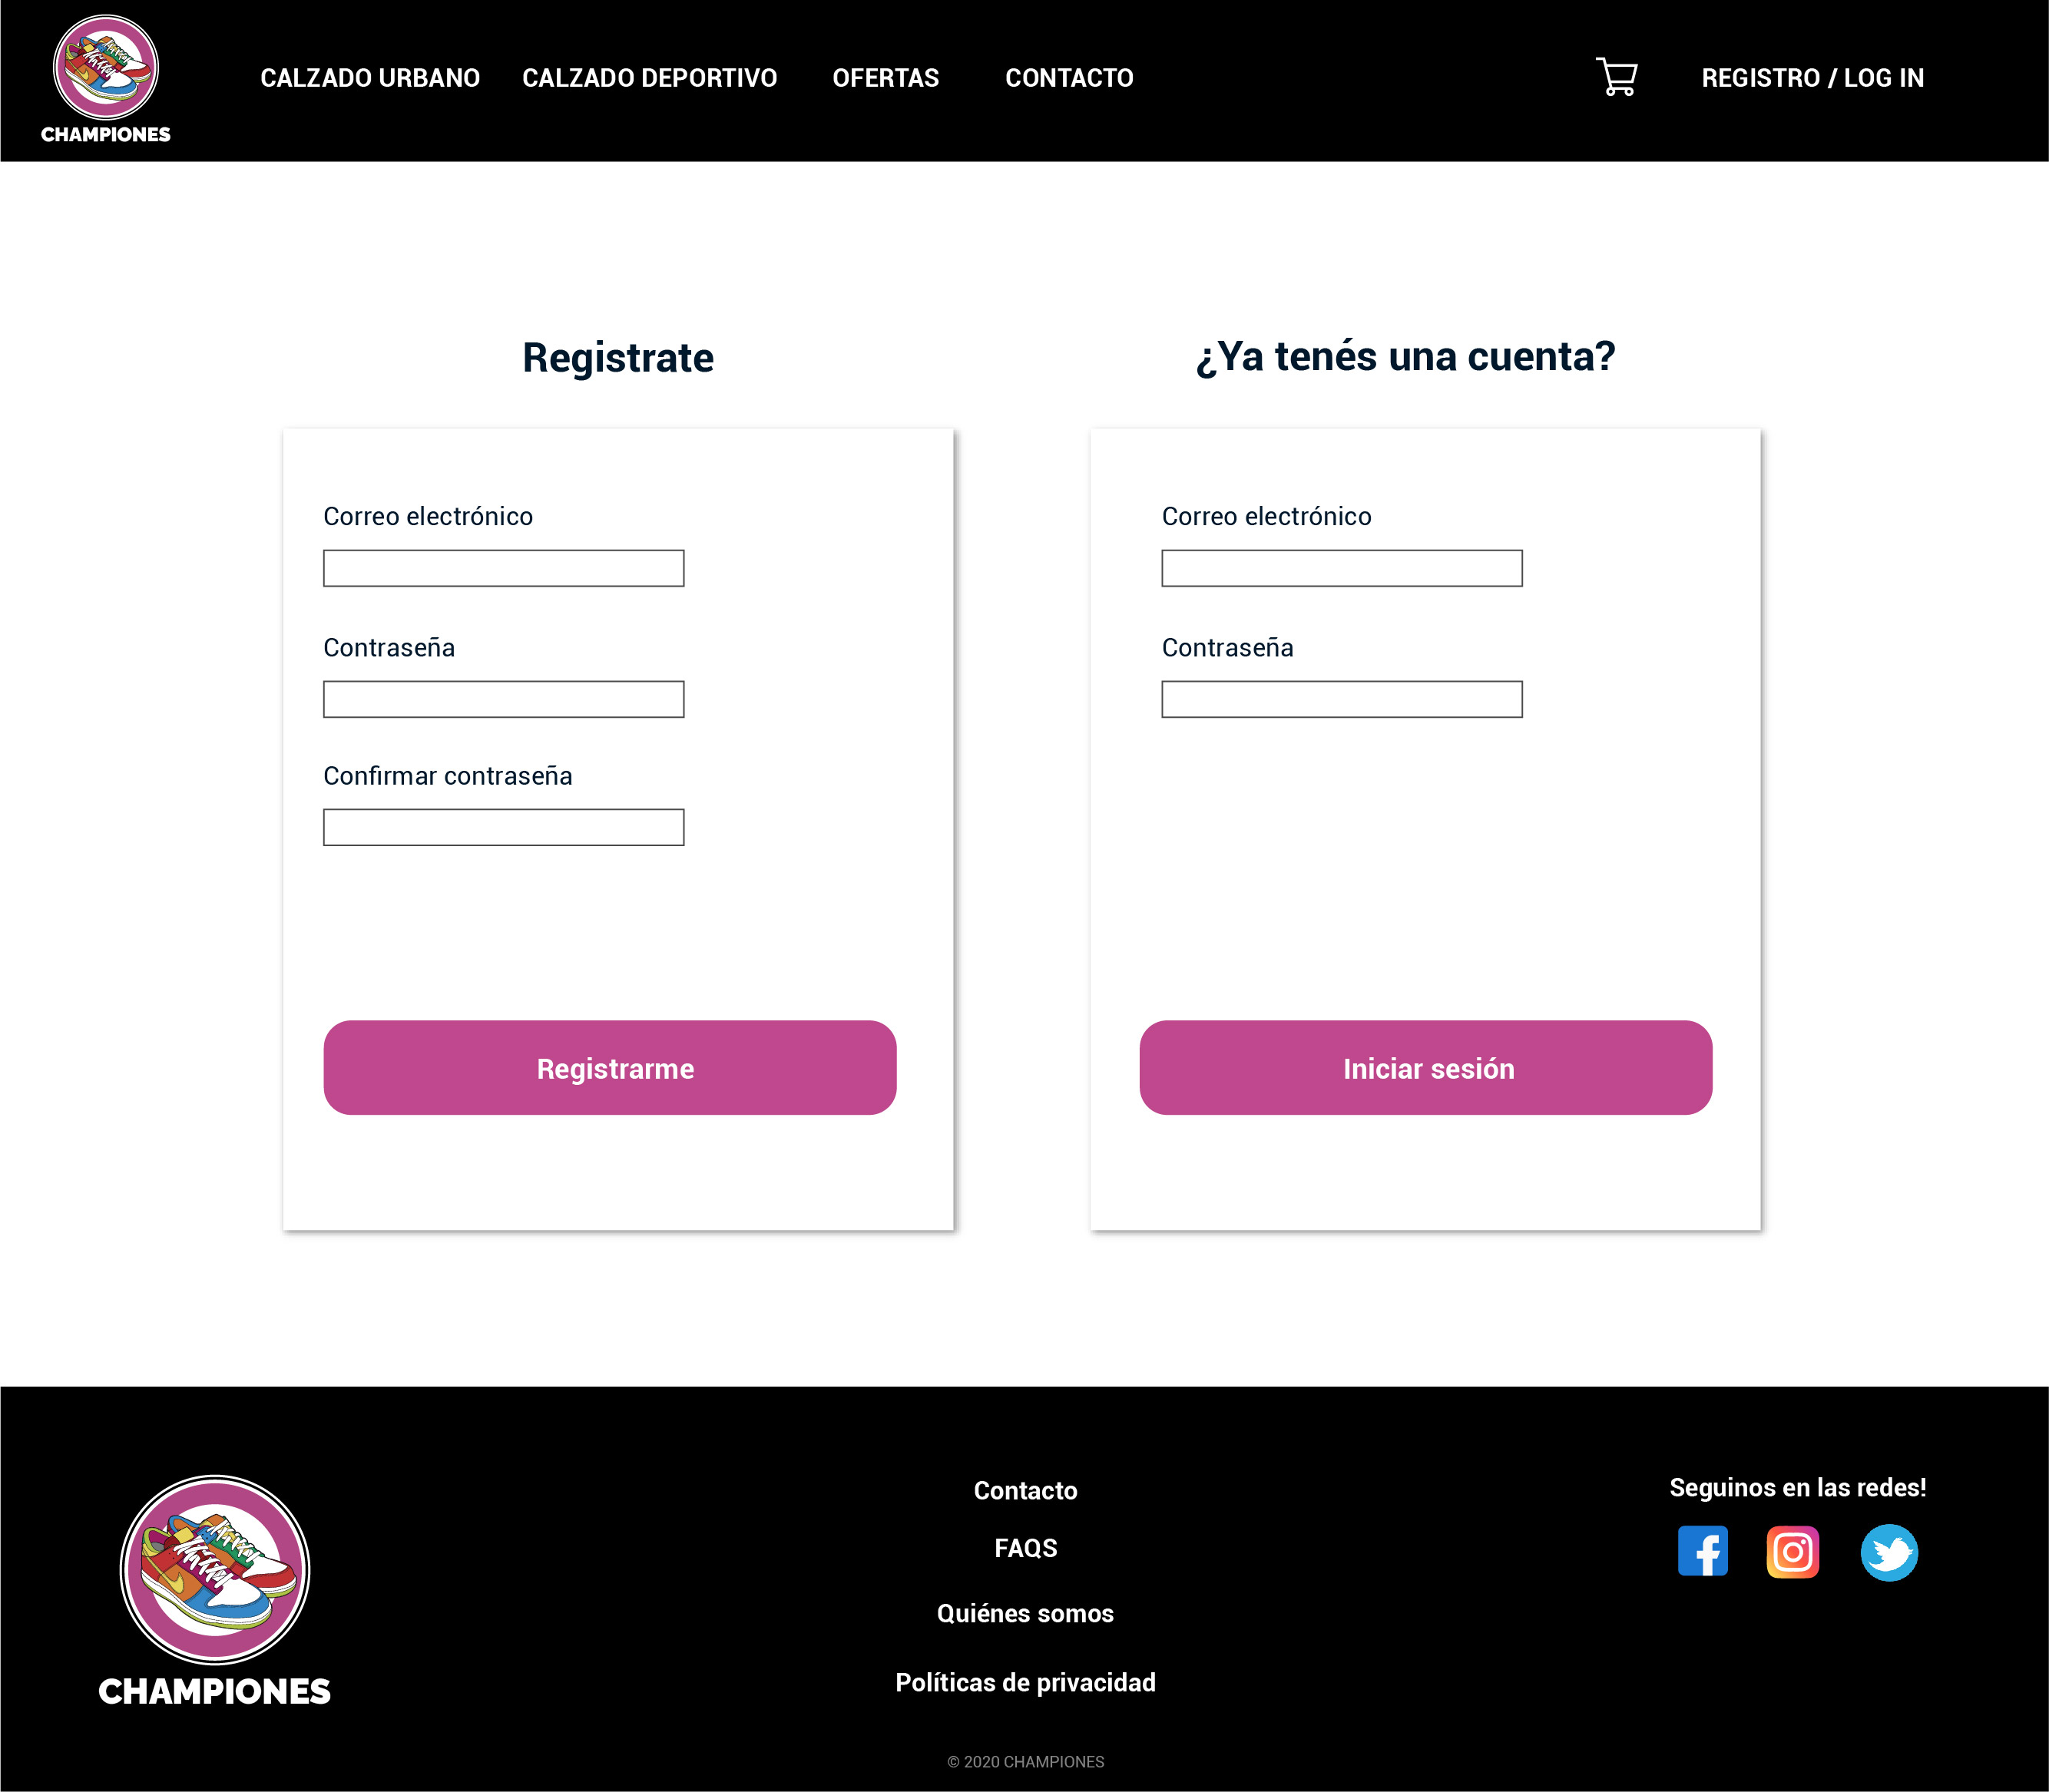 CALZADO URBANO CALZADO DEPORTIVO OFERTAS CONTACTO REGISTRO / LOG IN
CHAMPIONES
Registrate
¿Ya tenés una cuenta?
Correo electrónico
Contraseña
Confirmar contraseña
Registrarme
Correo electrónico
Contraseña
Iniciar sesión
CHAMPIONES
Contacto
FAQS
Quiénes somos
Políticas de privacidad
Seguinos en las redes!
© 2020 CHAMPIONES